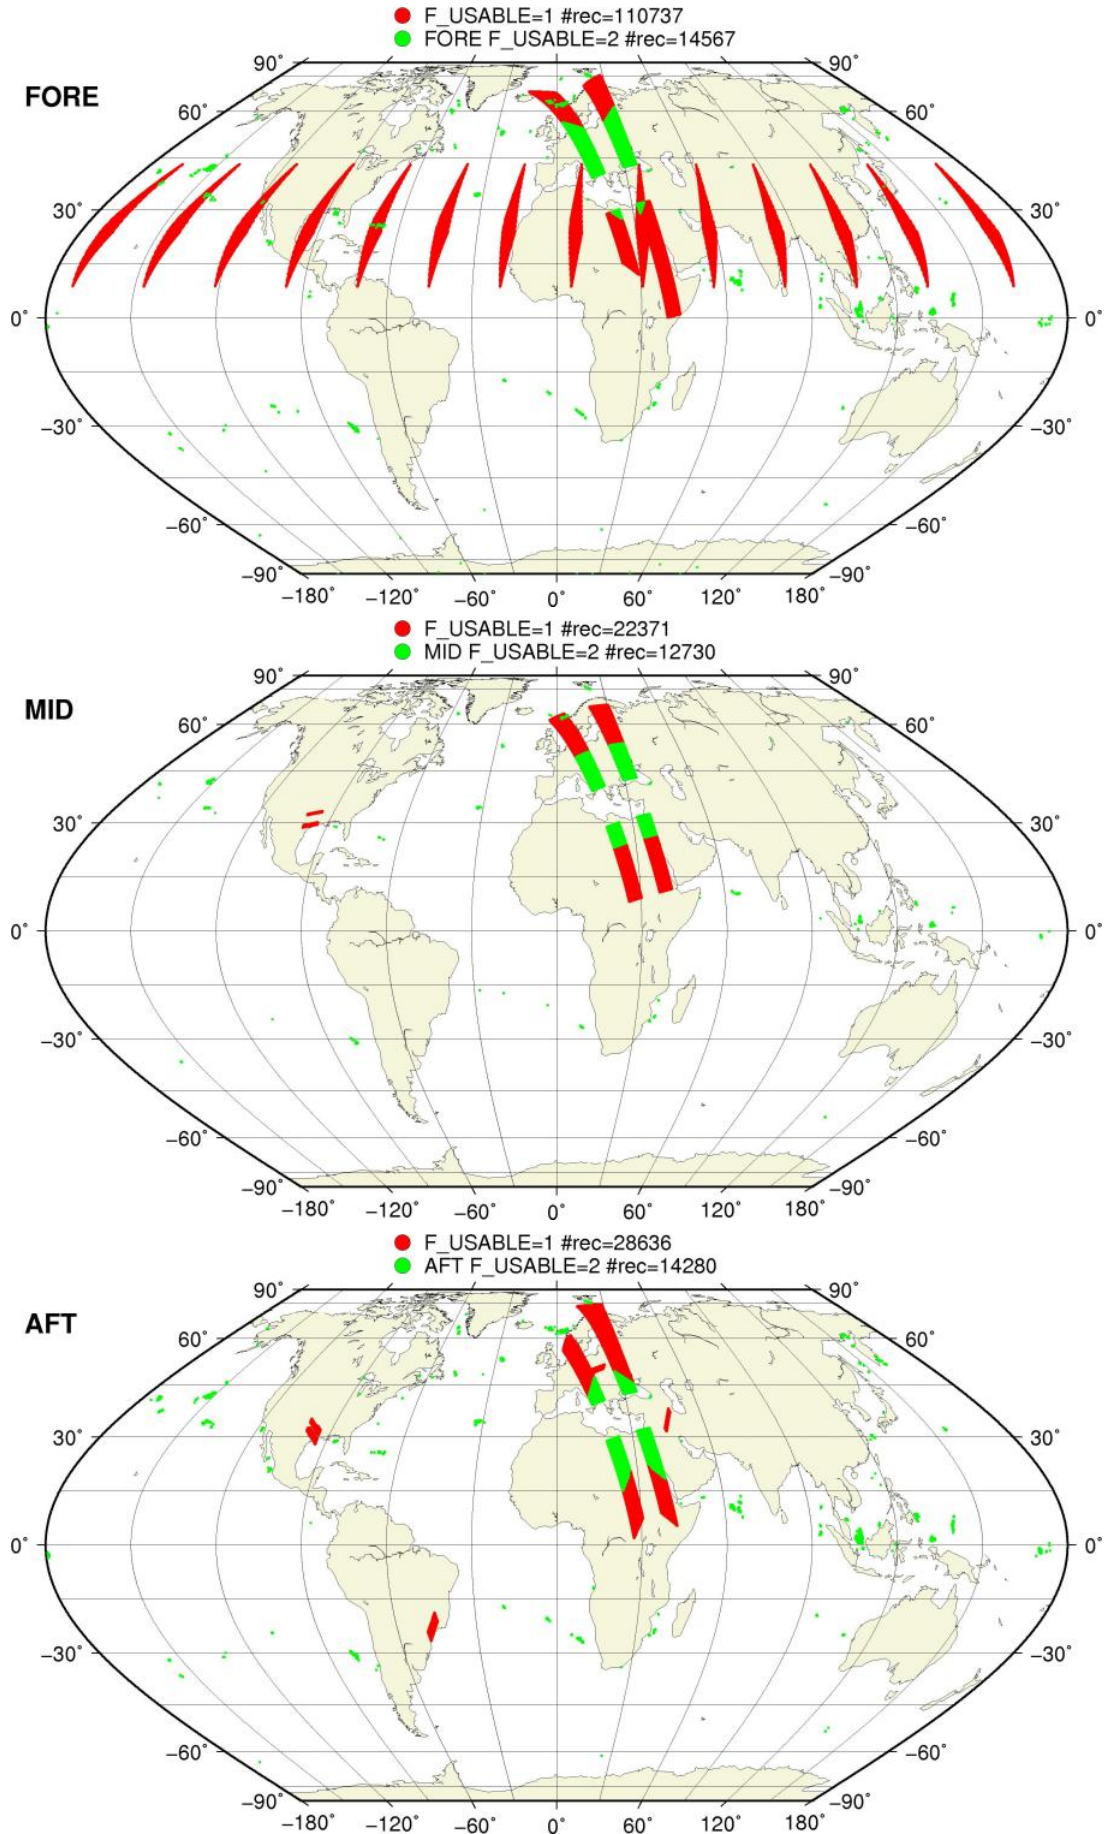 F_USABLE=1 #rec=110737
FORE F_USABLE=2 #rec=14567
FORE
90° 90°
60° 60°
30° 30°
0° 0°
−30° −30°
−60° −60°
−90° −90°
−180° −120° −60° 0° 60° 120° 180°
F_USABLE=1 #rec=22371
MID F_USABLE=2 #rec=12730
MID
90° 90°
60° 60°
30° 30°
0° 0°
−30° −30°
−60° −60°
−90° −90°
−180° −120° −60° 0° 60° 120° 180°
F_USABLE=1 #rec=28636
AFT F_USABLE=2 #rec=14280
AFT
90° 90°
60° 60°
30° 30°
0° 0°
−30° −30°
−60° −60°
−90° −90°
−180° −120° −60° 0° 60° 120° 180°